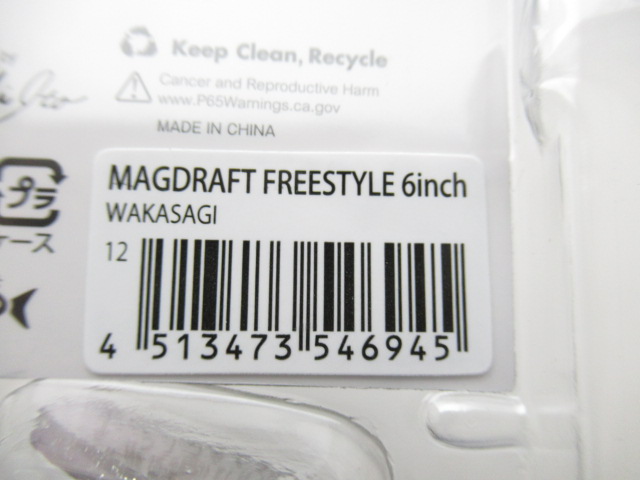 Keep Clean, Recycle
Cancer and Reproductive Harm
www.P65Warnings.ca.gov
MADE IN CHINA
MAGDRAFT FREESTYLE 6inch
WAKASAGI
プラ
ケース
12
4 513473 546945